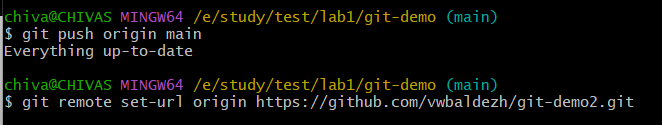 chiva@CHIVAS MINGW64 /e/study/test/lab1/git-demo (main)
$ git push origin main
Everything up-to-date
chiva@CHIVAS MINGW64 /e/study/test/lab1/git-demo (main)
$ git remote set-url origin https://github.com/vwbaldezh/git-demo2.git